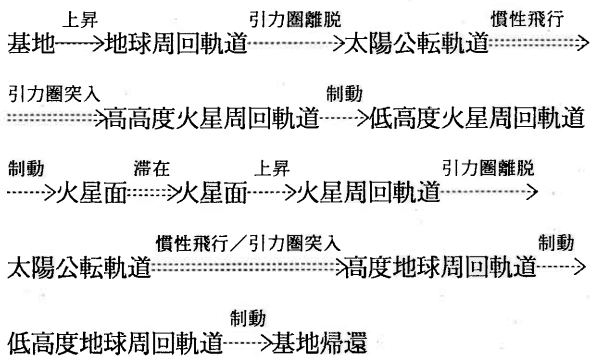 上昇 引力圏離脱 慣性飛行
基地→地球周回軌道→太陽公転軌道→
引力圏突入 制動
→高高度火星周回軌道→低高度火星周回軌道
制動 滞在 上昇 引力圏離脱
→火星面→火星面→火星周回軌道→
慣性飛行/引力圏突入 制動
太陽公転軌道→高度地球周回軌道→
制動
低高度地球周回軌道→基地帰還